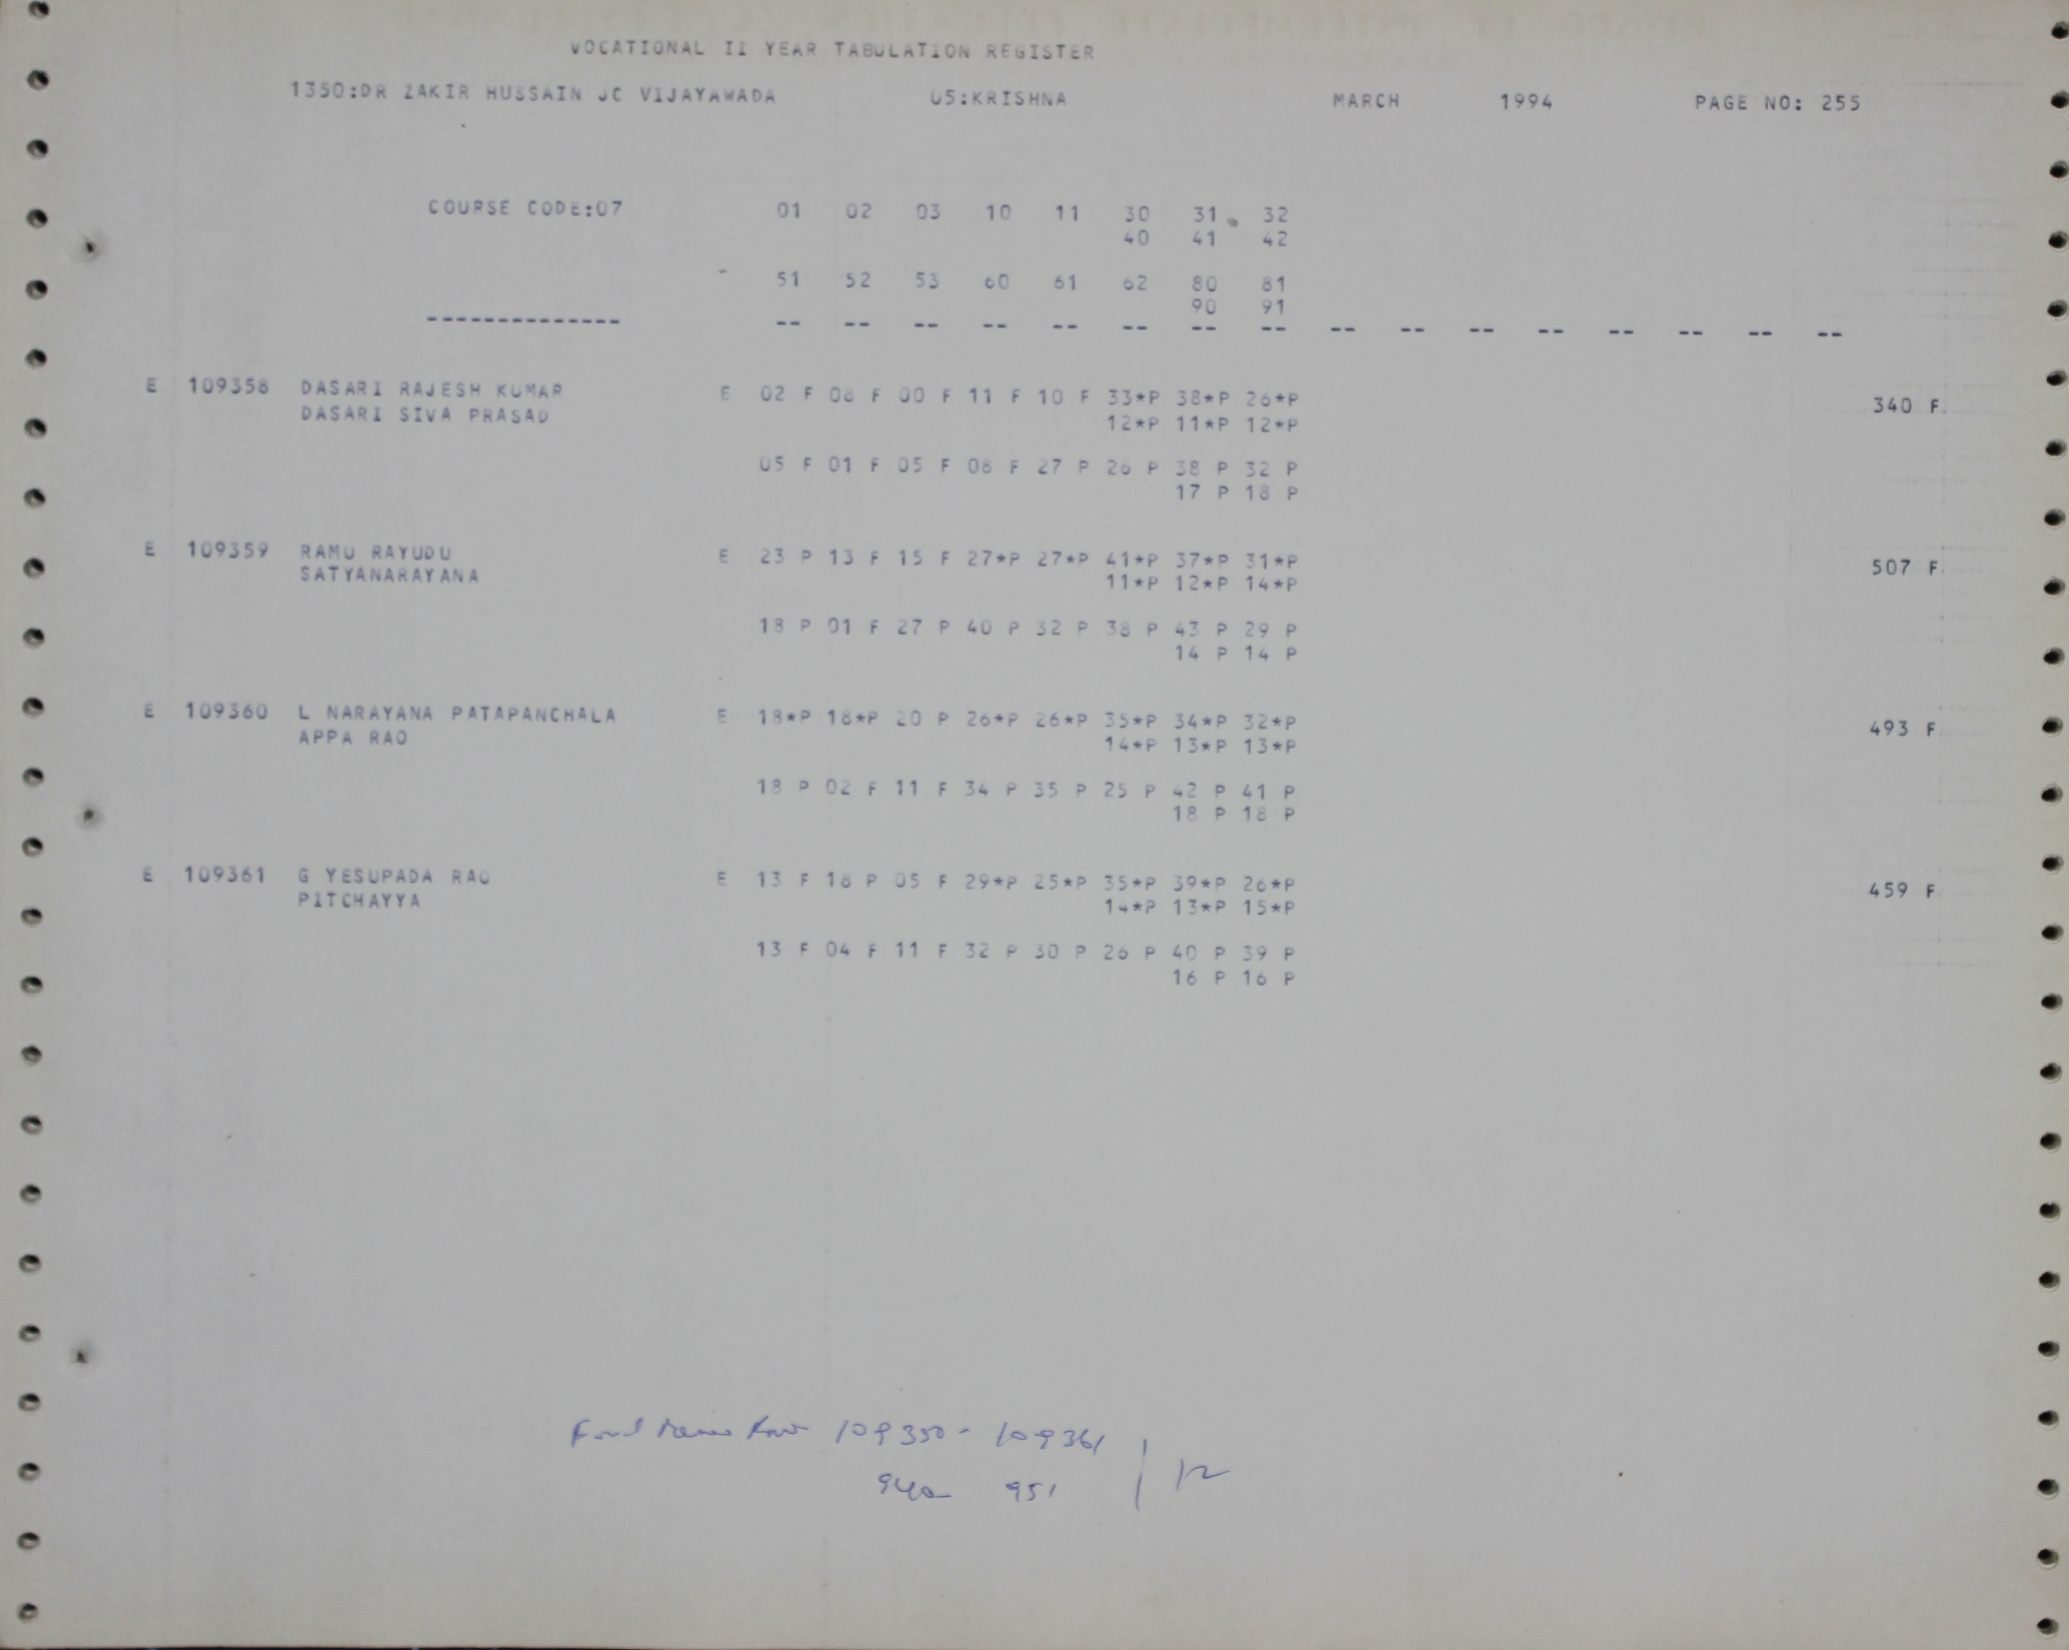 VOCATIONAL II YEAR TABULATION REGISTER
1350:DR ZAKIR HUSSAIN JC VIJAYAWADA 05:KRISHNA MARCH 1994 PAGE NO: 255
COURSE CODE:07 01 02 03 10 11 30 31 32
40 41 42
51 52 53 60 61 62 80 81
90 91
-------------- -- -- -- -- -- -- -- -- -- -- -- -- -- -- -- --
E 109358 DASARI RAJESH KUMAR E 02 F 08 F 00 F 11 F 10 F 33*P 38*P 26*P 340 F
DASARI SIVA PRASAD 12*P 11*P 12*P
05 F 01 F 05 F 08 F 27 P 26 P 38 P 32 P
17 P 18 P
E 109359 RAMU RAYUDU E 23 P 13 F 15 F 27*P 27*P 41*P 37*P 31*P 507 F
SATYANARAYANA 11*P 12*P 14*P
18 P 01 F 27 P 40 P 32 P 38 P 43 P 29 P
14 P 14 P
E 109360 L NARAYANA PATAPANCHALA E 18*P 18*P 20 P 26*P 26*P 35*P 34*P 32*P 493 F
APPA RAO 14*P 13*P 13*P
18 P 02 F 11 F 34 P 35 P 25 P 42 P 41 P
18 P 18 P
E 109361 G YESUPADA RAO E 13 F 18 P 05 F 29*P 25*P 35*P 39*P 26*P 459 F
PITCHAYYA 14*P 13*P 15*P
13 F 04 F 11 F 32 P 30 P 26 P 40 P 39 P
16 P 16 P
109350 - 109361
951 / 12